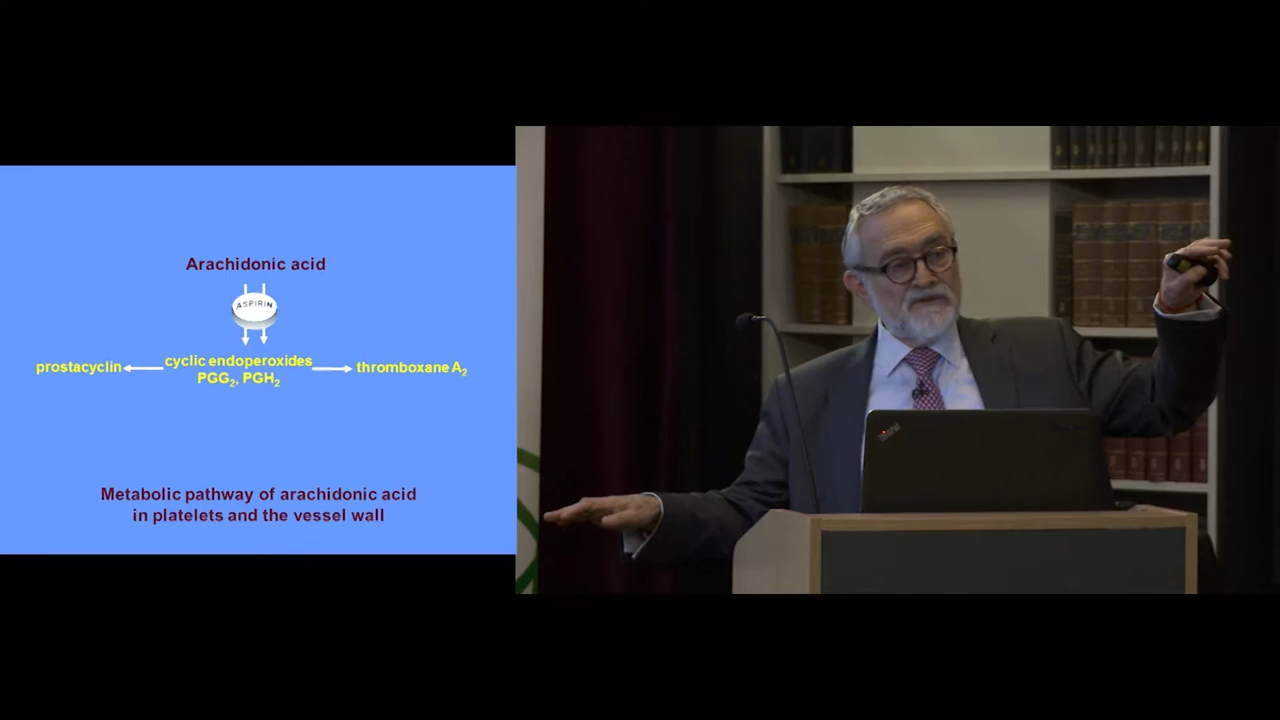 Arachidonic acid
ASPIRIN
prostacyclin
cyclic endoperoxides
PGG₂, PGH₂
thromboxane A₂
Metabolic pathway of arachidonic acid
in platelets and the vessel wall